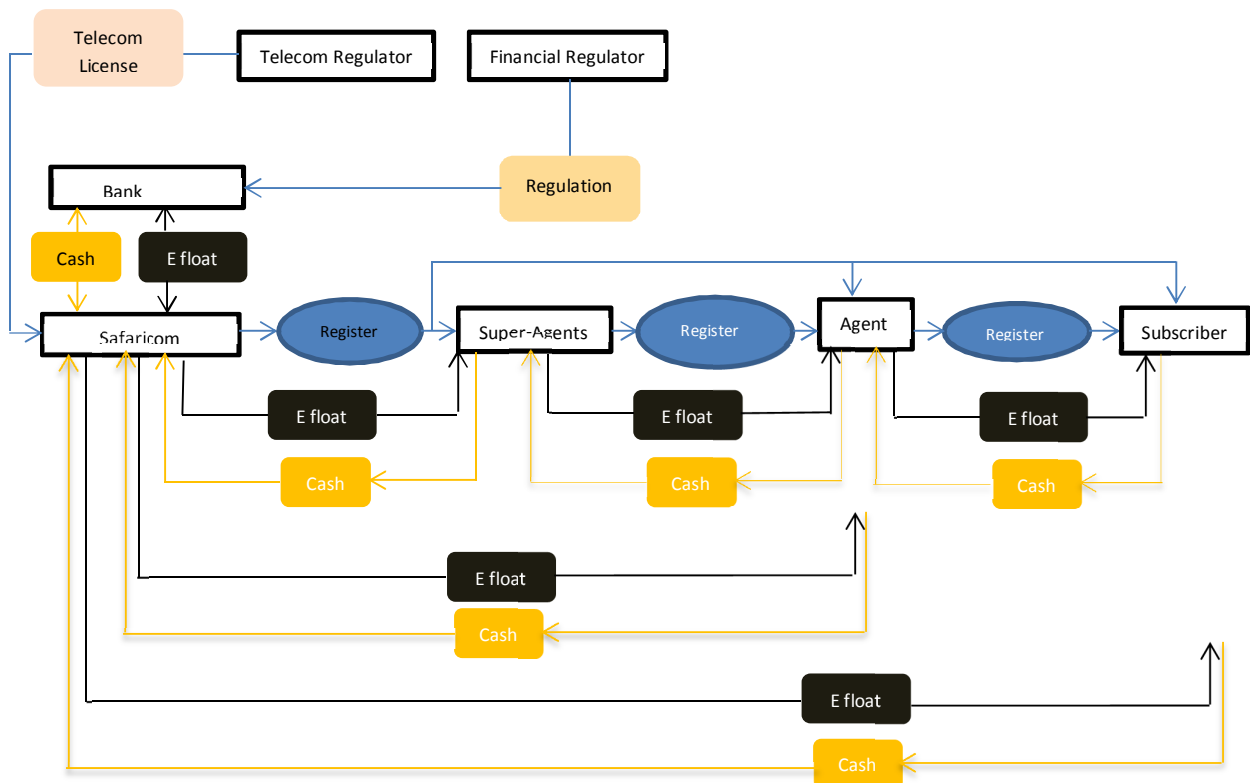 Telecom
License
Telecom Regulator
Financial Regulator
Bank
Regulation
Cash
E float
Safaricom
Register
Super-Agents
Register
Agent
Register
Subscriber
E float
E float
E float
Cash
Cash
Cash
E float
Cash
E float
Cash